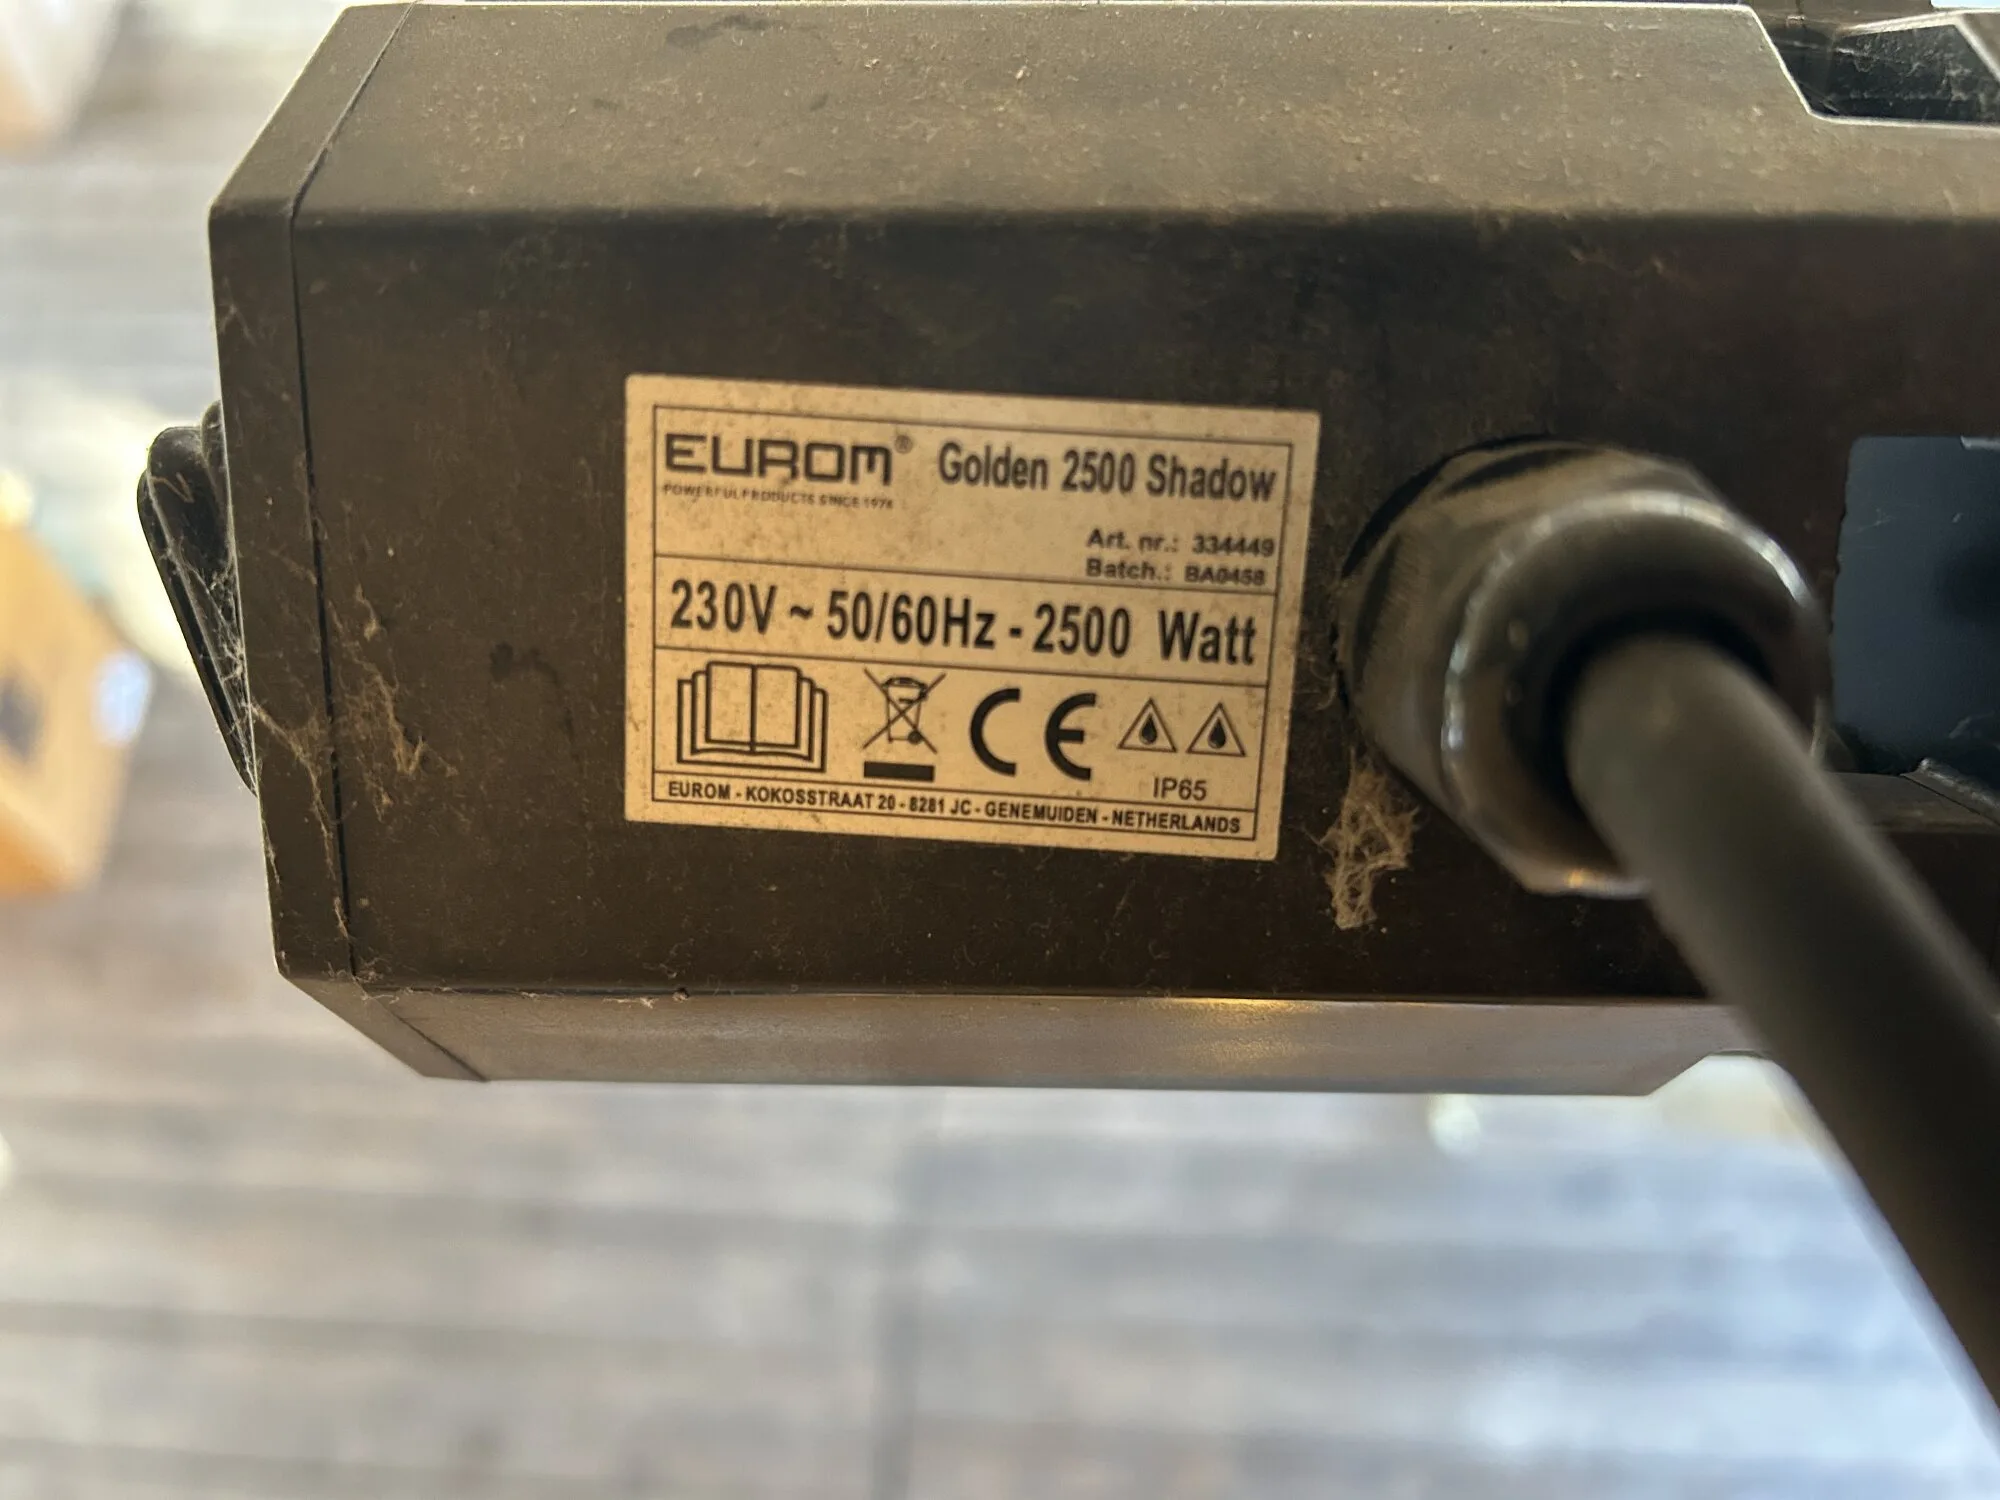 EUROM® Golden 2500 Shadow
POWERFUL PRODUCTS SINCE 1974
Art. nr.: 334449
Batch.: BA0458
230V ~ 50/60Hz - 2500 Watt
CE
IP65
EUROM - KOKOSSTRAAT 20 - 8281 JC - GENEMUIDEN - NETHERLANDS